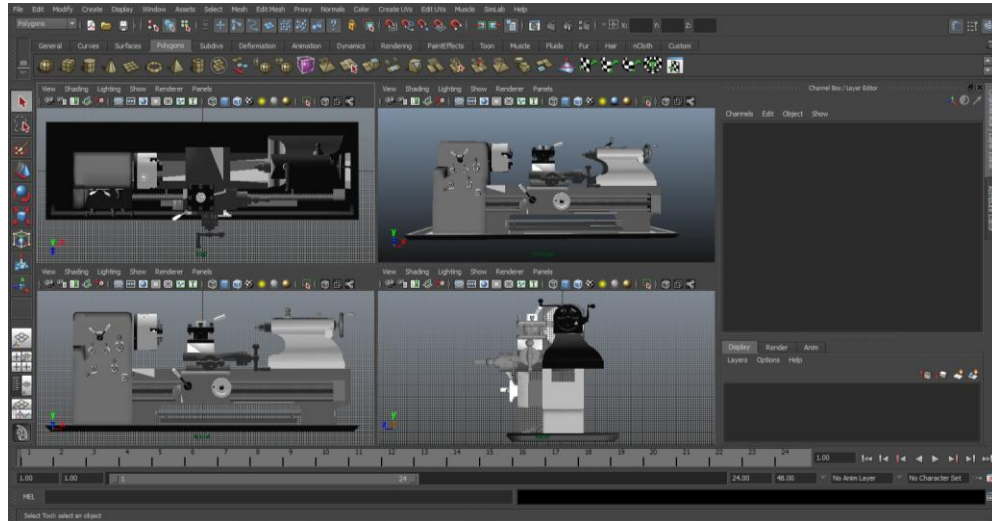 File Edit Modify Create Display Window Assets Select Mesh Edit Mesh Proxy Normals Color Create UVs Edit UVs Muscle SimLab Help
Polygons X: Y: Z:
General Curves Surfaces Polygons Subdivs Deformation Animation Dynamics Rendering PaintEffects Toon Muscle Fluids Fur Hair nCloth Custom
View Shading Lighting Show Renderer Panels
View Shading Lighting Show Renderer Panels
Channel Box / Layer Editor
Channels Edit Object Show
View Shading Lighting Show Renderer Panels
View Shading Lighting Show Renderer Panels
Display Render Anim
Layers Options Help
1 2 3 4 5 6 7 8 9 10 11 12 13 14 15 16 17 18 19 20 21 22 23 24 1.00
1.00 1.00 1 24 24.00 48.00 No Anim Layer No Character Set
MEL
Select Tool: select an object